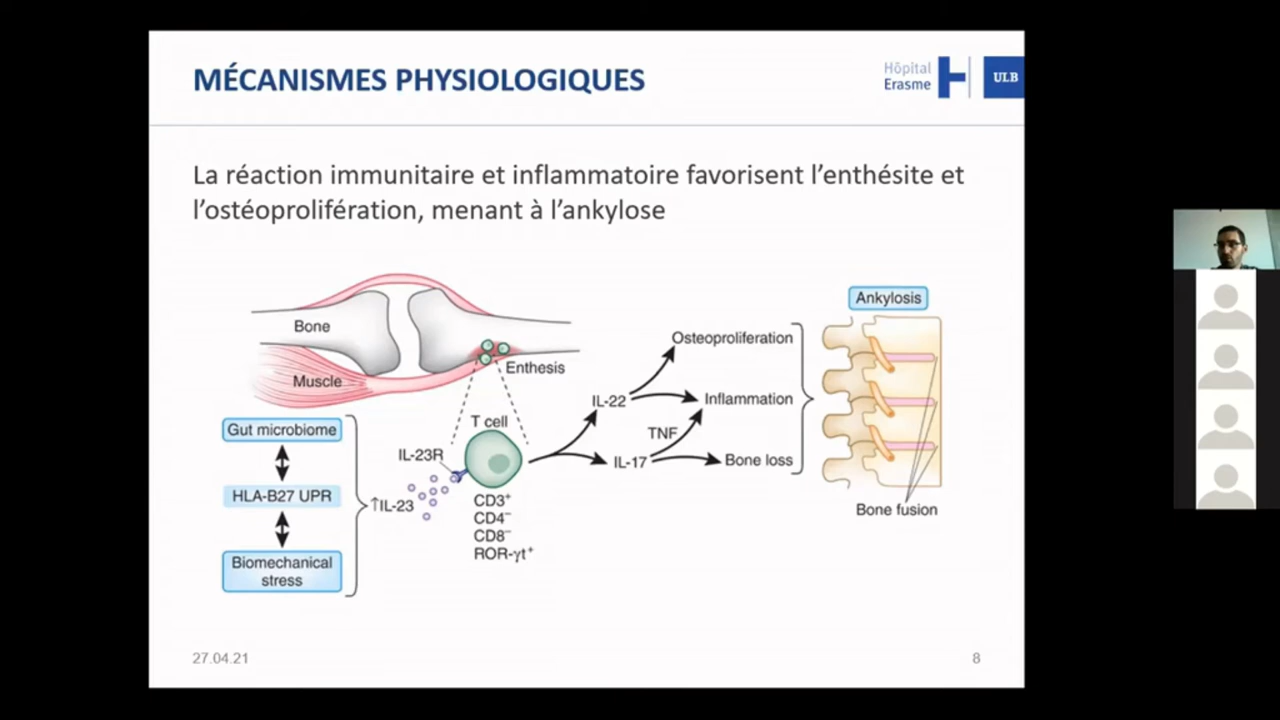 MÉCANISMES PHYSIOLOGIQUES
Hôpital
Erasme
ULB
La réaction immunitaire et inflammatoire favorisent l’enthésite et
l’ostéoprolifération, menant à l’ankylose
Bone
Muscle
Enthesis
Gut microbiome
HLA-B27 UPR
Biomechanical
stress
↑IL-23
IL-23R
T cell
CD3⁺
CD4⁻
CD8⁻
ROR-γt⁺
IL-22
IL-17
TNF
Osteoproliferation
Inflammation
Bone loss
Ankylosis
Bone fusion
27.04.21
8